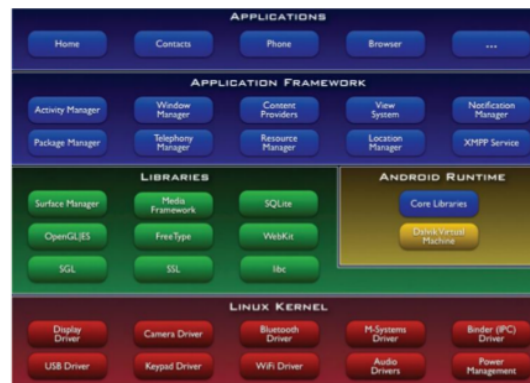 APPLICATIONS
Home Contacts Phone Browser ...
APPLICATION FRAMEWORK
Activity Manager Window Manager Content Providers View System Notification Manager
Package Manager Telephony Manager Resource Manager Location Manager XMPP Service
LIBRARIES
Surface Manager Media Framework SQLite
OpenGL|ES FreeType WebKit
SGL SSL libc
ANDROID RUNTIME
Core Libraries
Dalvik Virtual Machine
LINUX KERNEL
Display Driver Camera Driver Bluetooth Driver M-Systems Driver Binder (IPC) Driver
USB Driver Keypad Driver WiFi Driver Audio Drivers Power Management